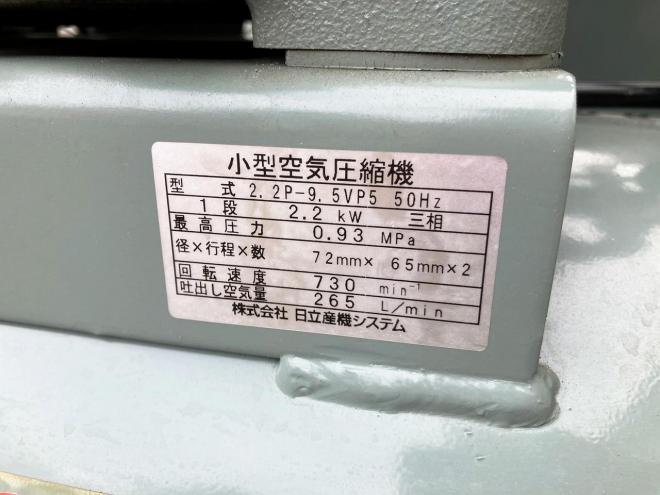 小型空気圧縮機
型式 2.2P-9.5VP5 50Hz
1段 2.2 kW 三相
最高圧力 0.93 MPa
径×行程×数 72mm× 65mm×2
回転速度 730 min⁻¹
吐出し空気量 265 L/min
株式会社 日立産機システム